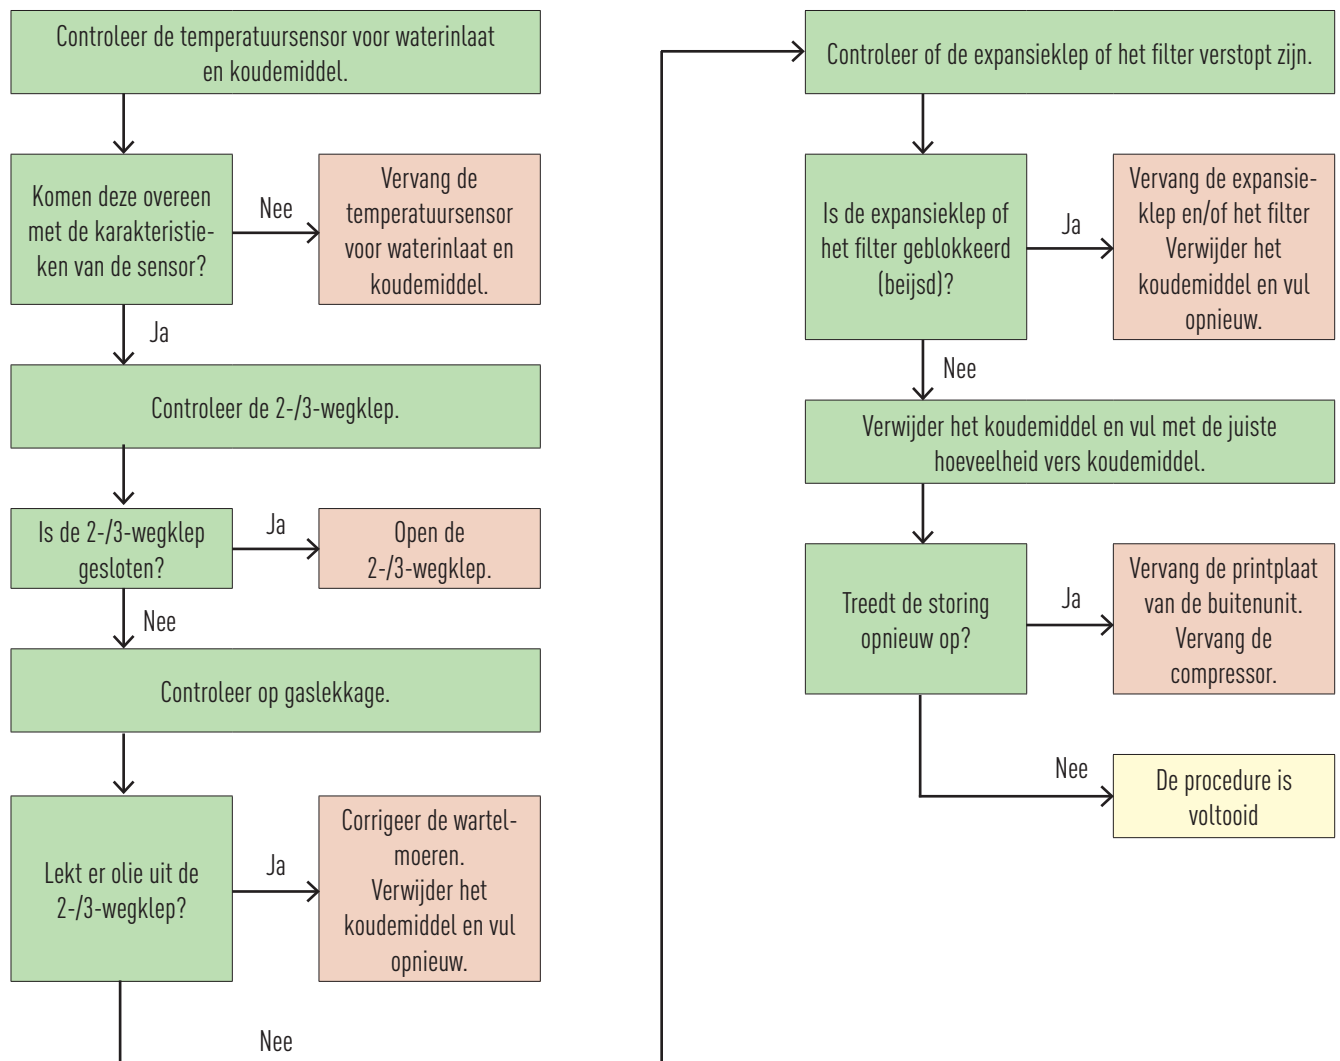 Controleer de temperatuursensor voor waterinlaat
en koudemiddel.
Komen deze overeen
met de karakteristie-
ken van de sensor?
Nee
Vervang de
temperatuursensor
voor waterinlaat en
koudemiddel.
Ja
Controleer de 2-/3-wegklep.
Is de 2-/3-wegklep
gesloten?
Ja
Open de
2-/3-wegklep.
Nee
Controleer op gaslekkage.
Lekt er olie uit de
2-/3-wegklep?
Ja
Corrigeer de wartel-
moeren.
Verwijder het
koudemiddel en vul
opnieuw.
Nee
Controleer of de expansieklep of het filter verstopt zijn.
Is de expansieklep of
het filter geblokkeerd
(beijsd)?
Ja
Vervang de expansie-
klep en/of het filter
Verwijder het
koudemiddel en vul
opnieuw.
Nee
Verwijder het koudemiddel en vul met de juiste
hoeveelheid vers koudemiddel.
Treedt de storing
opnieuw op?
Ja
Vervang de printplaat
van de buitenunit.
Vervang de
compressor.
Nee
De procedure is
voltooid